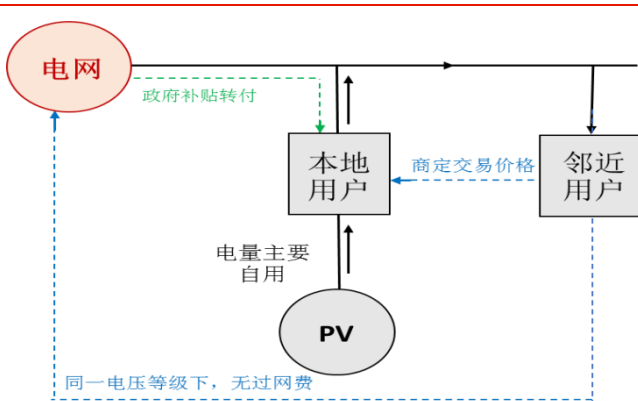 电网
政府补贴转付
本地
用户
商定交易价格
邻近
用户
电量主要
自用
PV
同一电压等级下，无过网费